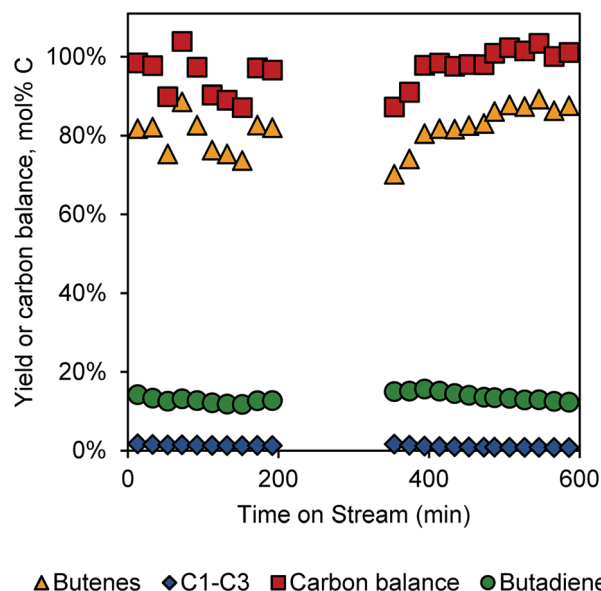 Yield or carbon balance, mol% C
100%
80%
60%
40%
20%
0%
0
200
400
600
Time on Stream (min)
Butenes
C1-C3
Carbon balance
Butadiene